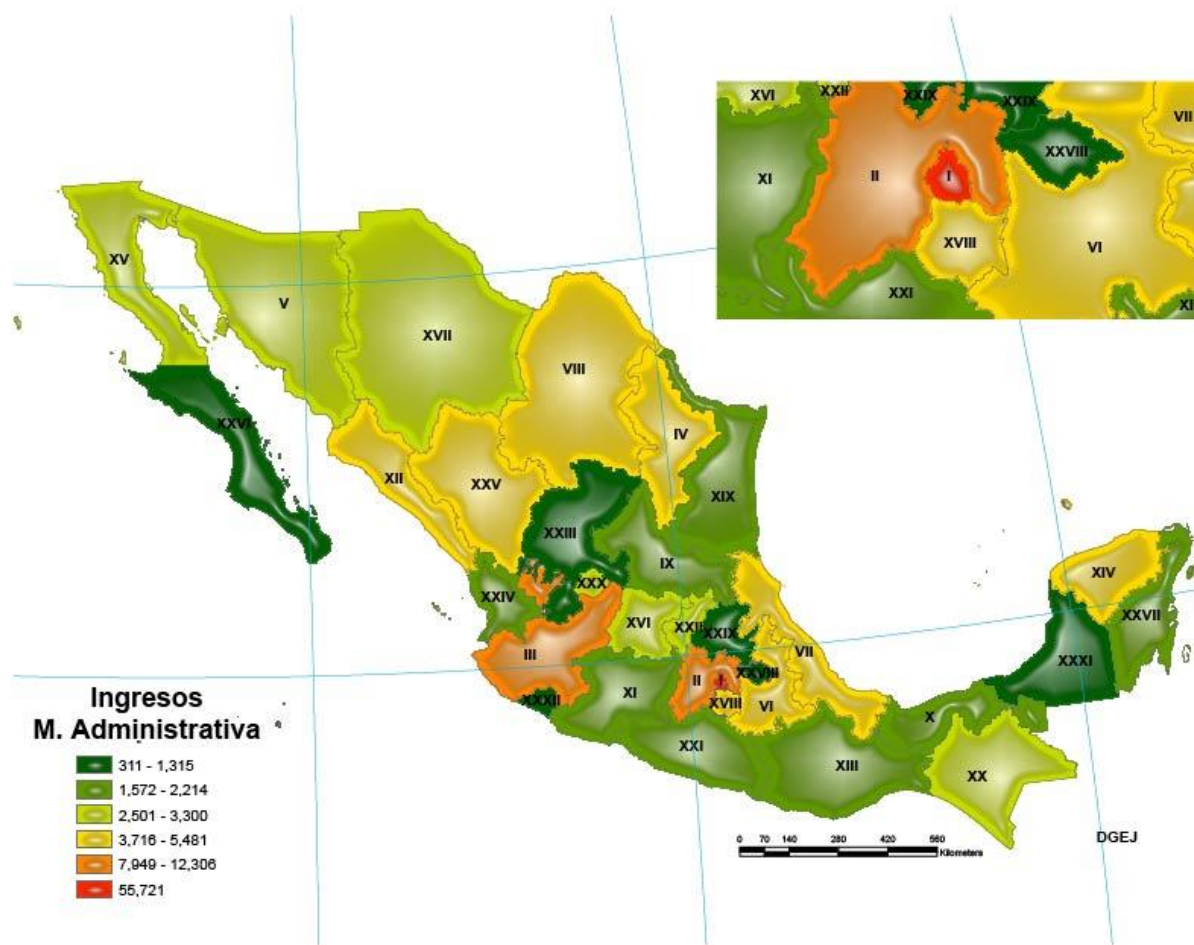 XVI
XXII
XXIX
XXIX
VII
XXVIII
XI
II
I
XVIII
VI
XXI
XI
XV
V
XVII
VIII
XXVI
IV
XII
XXV
XIX
XXIII
IX
XXX
XXIV
XIV
XVI
XXII
XXIX
XXVII
III
VII
XXXI
II
I
XXVIII
XI
XXXII
XVIII
VI
X
XXI
XIII
XX
Ingresos
M. Administrativa
311 - 1,315
1,572 - 2,214
2,501 - 3,300
3,716 - 5,481
7,949 - 12,306
55,721
0 70 140 280 420 560
Kilometers
DGEJ